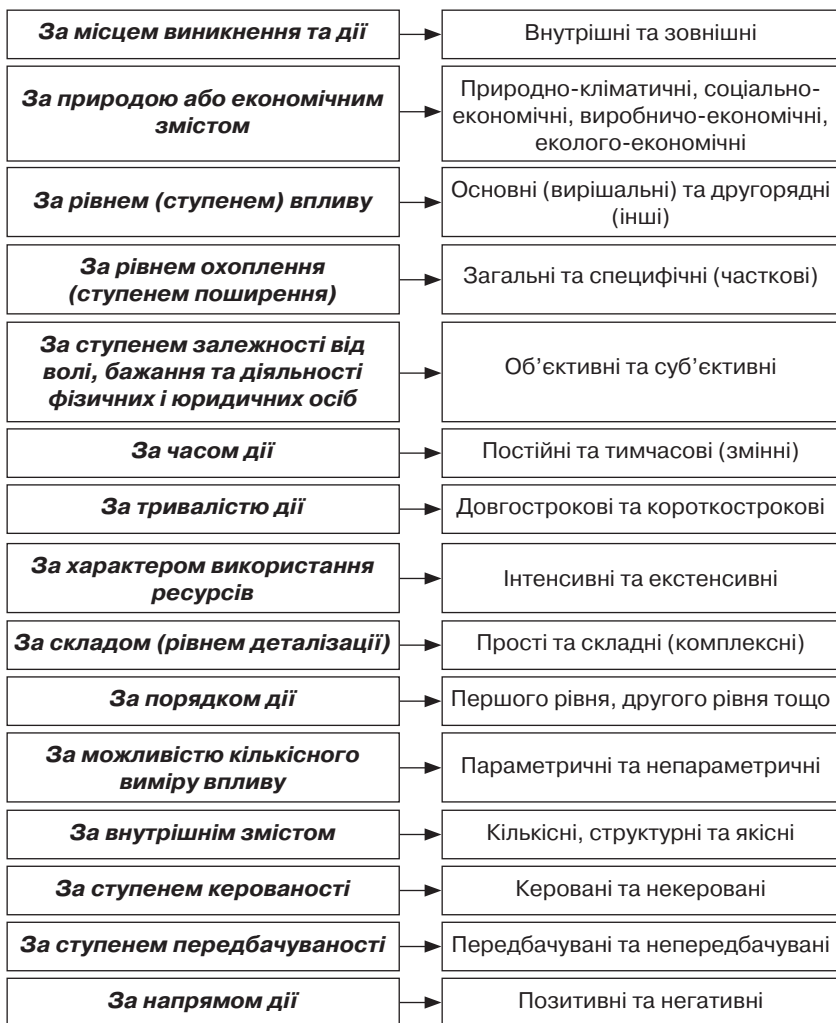 За місцем виникнення та дії
Внутрішні та зовнішні
За природою або економічним
змістом
Природно-кліматичні, соціально-
економічні, виробничо-економічні,
еколого-економічні
За рівнем (ступенем) впливу
Основні (вирішальні) та другорядні
(інші)
За рівнем охоплення
(ступенем поширення)
Загальні та специфічні (часткові)
За ступенем залежності від
волі, бажання та діяльності
фізичних і юридичних осіб
Об’єктивні та суб’єктивні
За часом дії
Постійні та тимчасові (змінні)
За тривалістю дії
Довгострокові та короткострокові
За характером використання
ресурсів
Інтенсивні та екстенсивні
За складом (рівнем деталізації)
Прості та складні (комплексні)
За порядком дії
Першого рівня, другого рівня тощо
За можливістю кількісного
виміру впливу
Параметричні та непараметричні
За внутрішнім змістом
Кількісні, структурні та якісні
За ступенем керованості
Керовані та некеровані
За ступенем передбачуваності
Передбачувані та непередбачувані
За напрямом дії
Позитивні та негативні